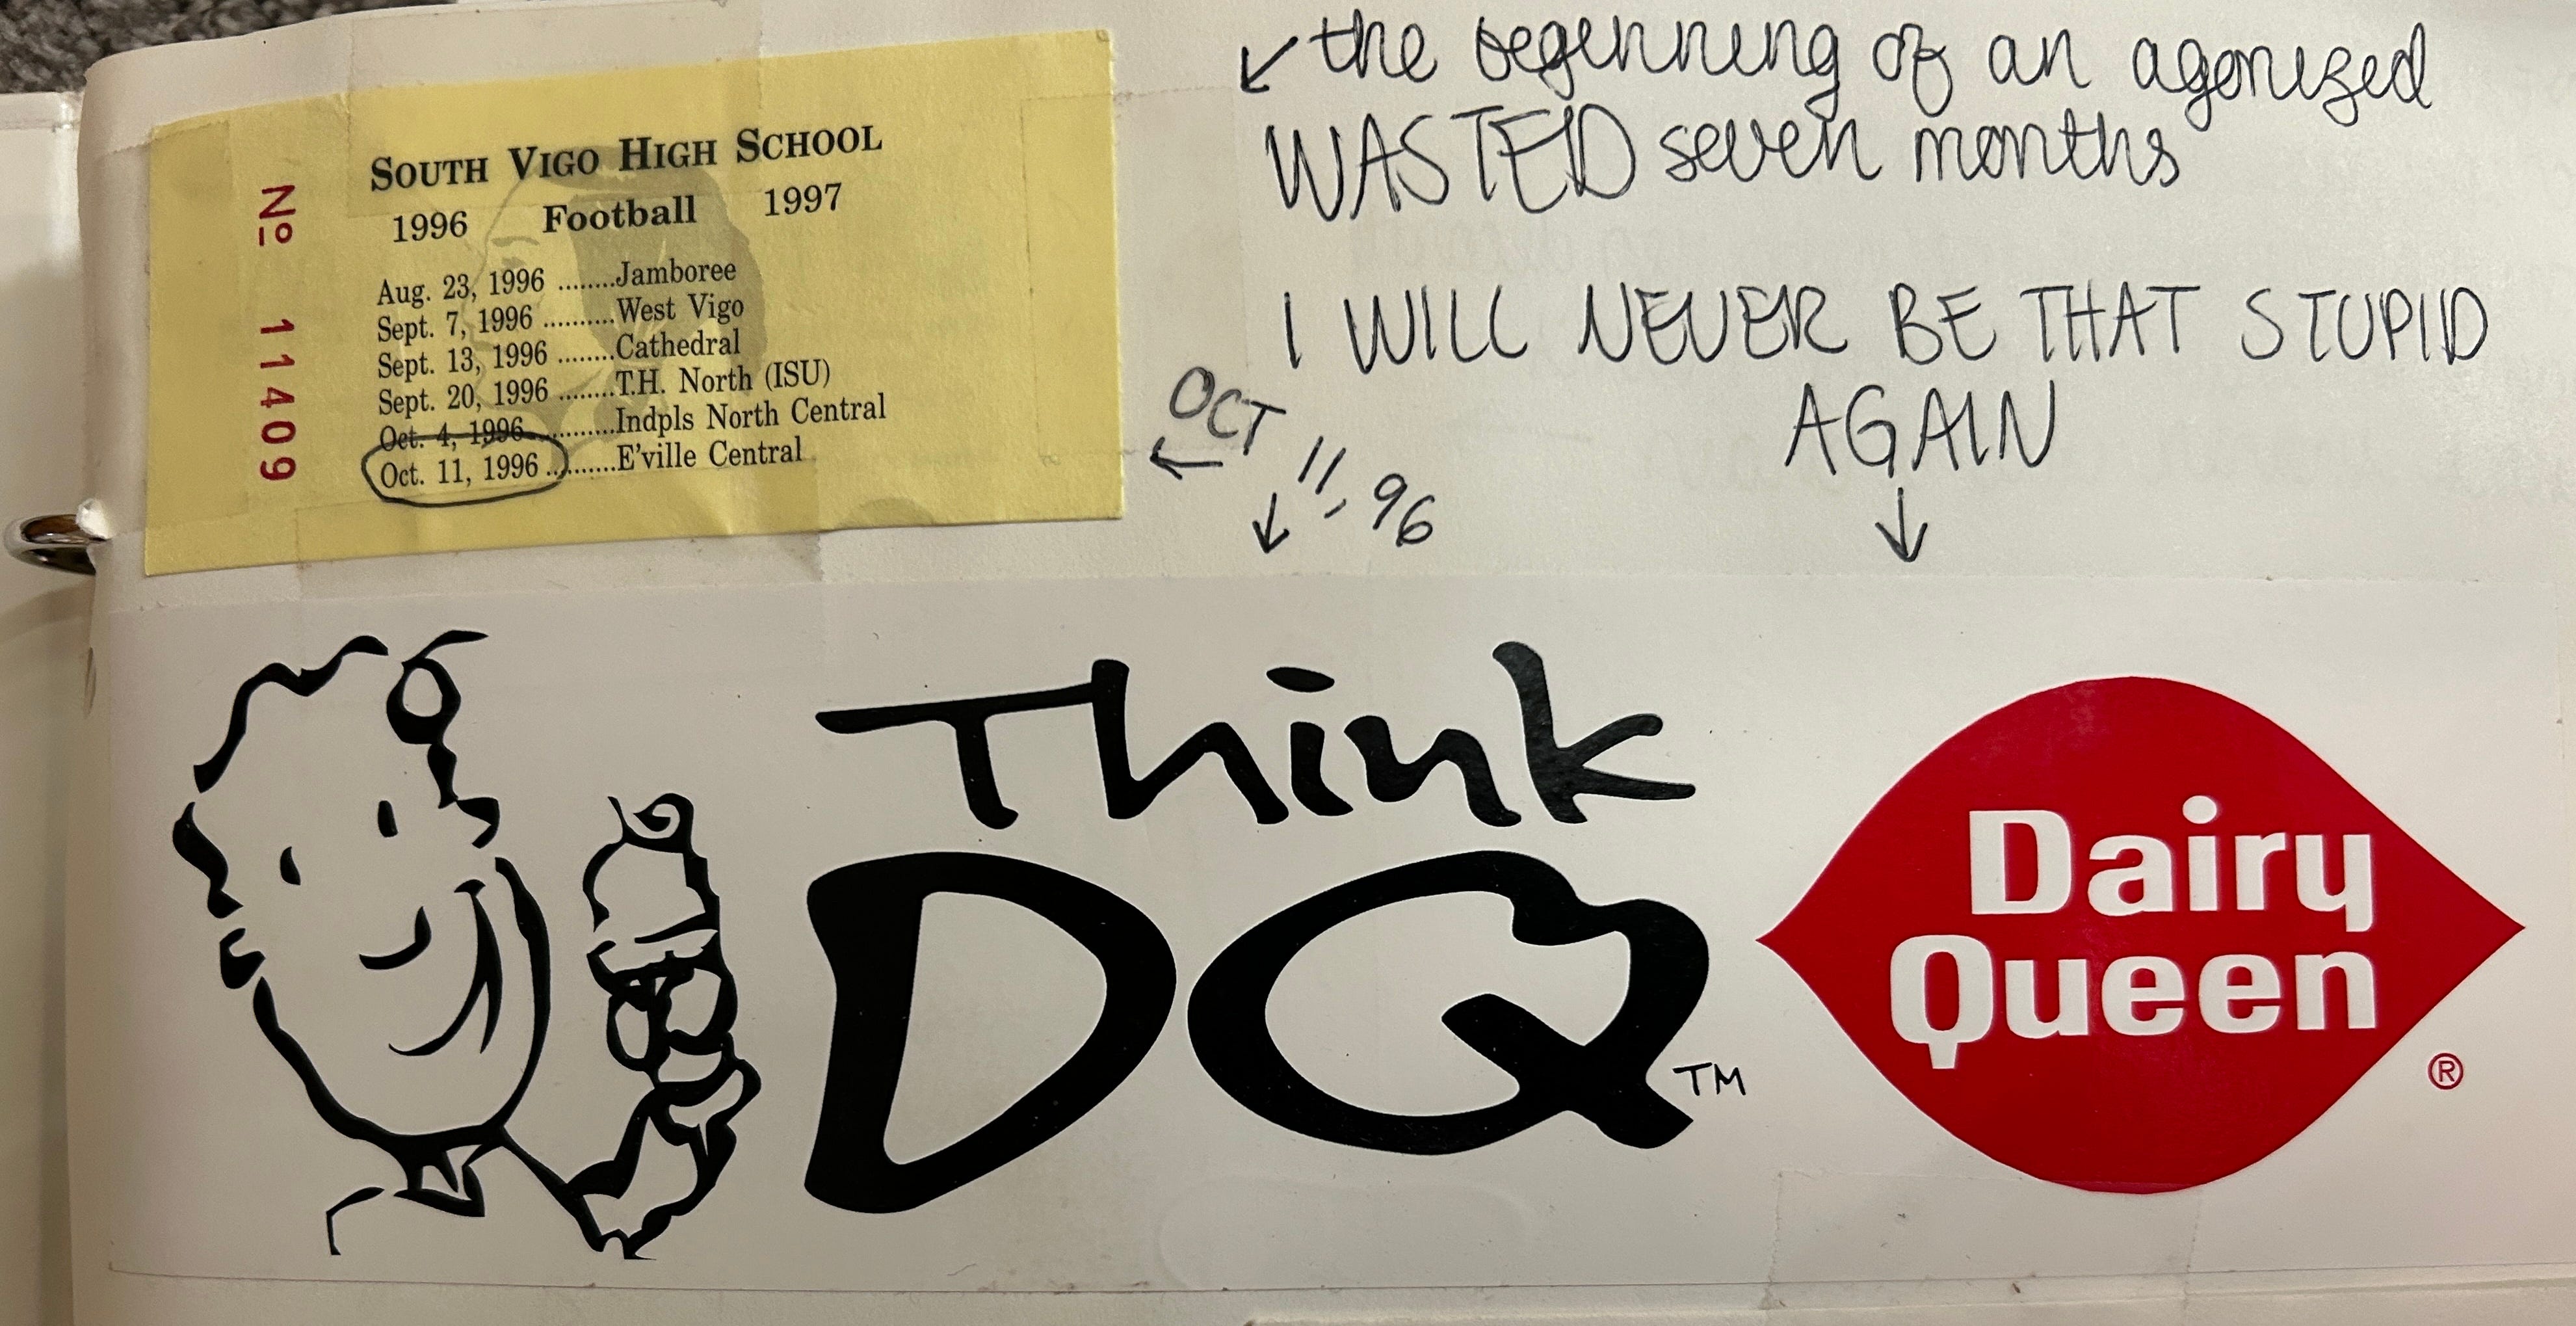 SOUTH VIGO HIGH SCHOOL
1996 Football 1997
Aug. 23, 1996 ........Jamboree
Sept. 7, 1996 ..........West Vigo
Sept. 13, 1996 ........Cathedral
Sept. 20, 1996 ........T.H. North (ISU)
Oct. 4, 1996............Indpls North Central
Oct. 11, 1996 ..........E'ville Central
Nº 11409
the beginning of an agonized
WASTED seven months
I WILL NEVER BE THAT STUPID
AGAIN
OCT 11, 96
Think
DQ™
Dairy
Queen
®